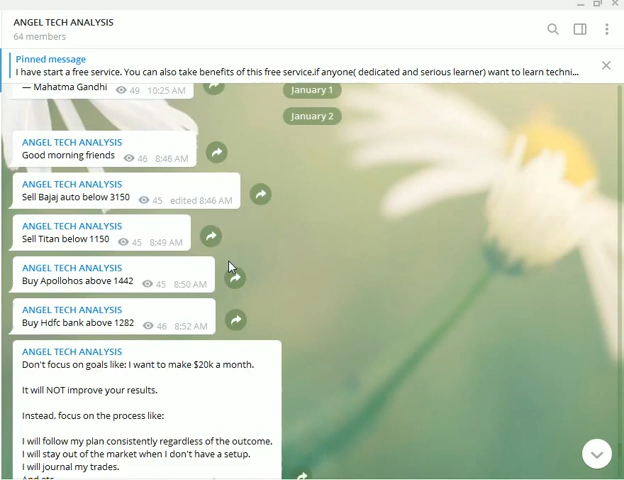 ANGEL TECH ANALYSIS
64 members
Pinned message
I have start a free service. You can also take benefits of this free service.if anyone( dedicated and serious learner) want to learn techni...
— Mahatma Gandhi 49 10:25 AM
January 1
January 2
ANGEL TECH ANALYSIS
Good morning friends 46 8:46 AM
ANGEL TECH ANALYSIS
Sell Bajaj auto below 3150 45 edited 8:46 AM
ANGEL TECH ANALYSIS
Sell Titan below 1150 45 8:49 AM
ANGEL TECH ANALYSIS
Buy Apollohos above 1442 45 8:50 AM
ANGEL TECH ANALYSIS
Buy Hdfc bank above 1282 46 8:52 AM
ANGEL TECH ANALYSIS
Don't focus on goals like: I want to make $20k a month.
It will NOT improve your results.
Instead, focus on the process like:
I will follow my plan consistently regardless of the outcome.
I will stay out of the market when I don't have a setup.
I will journal my trades.
And etc